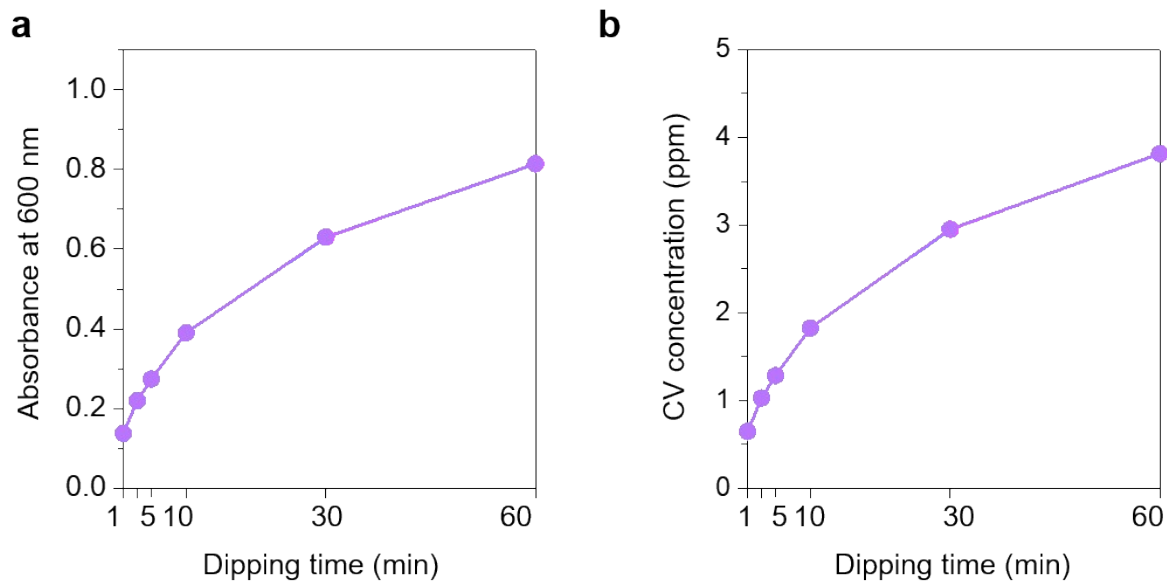 a
1.0
0.8
0.6
0.4
0.2
0.0
Absorbance at 600 nm
1 5 10 30 60
Dipping time (min)
b
5
4
3
2
1
0
CV concentration (ppm)
1 5 10 30 60
Dipping time (min)